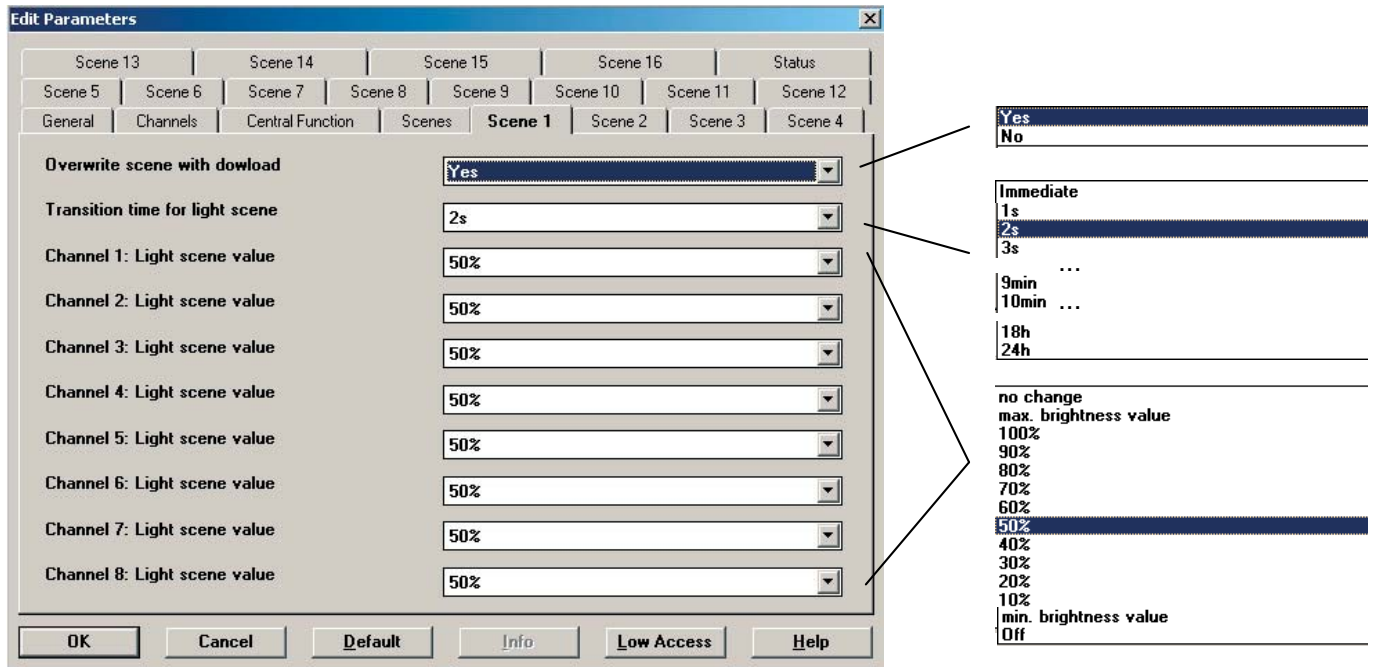 Edit Parameters
Scene 13 Scene 14 Scene 15 Scene 16 Status
Scene 5 Scene 6 Scene 7 Scene 8 Scene 9 Scene 10 Scene 11 Scene 12
General Channels Central Function Scenes Scene 1 Scene 2 Scene 3 Scene 4
Overwrite scene with dowload Yes
Transition time for light scene 2s
Channel 1: Light scene value 50%
Channel 2: Light scene value 50%
Channel 3: Light scene value 50%
Channel 4: Light scene value 50%
Channel 5: Light scene value 50%
Channel 6: Light scene value 50%
Channel 7: Light scene value 50%
Channel 8: Light scene value 50%
OK Cancel Default Info Low Access Help
Yes
No
Immediate
1s
2s
3s
...
9min
10min ...
18h
24h
no change
max. brightness value
100%
90%
80%
70%
60%
50%
40%
30%
20%
10%
min. brightness value
Off